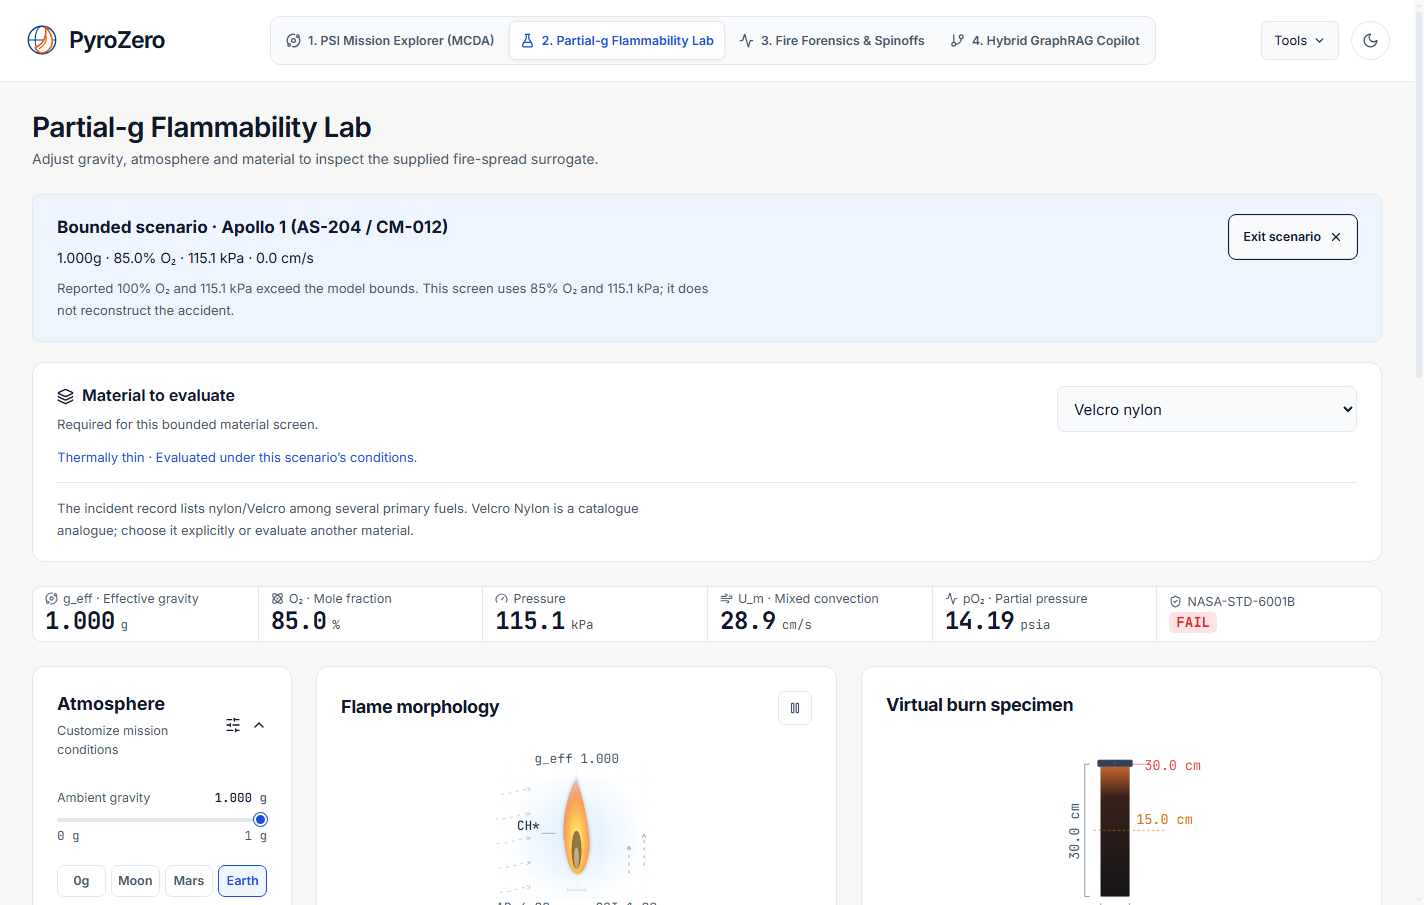 PyroZero
1. PSI Mission Explorer (MCDA)
2. Partial-g Flammability Lab
3. Fire Forensics & Spinoffs
4. Hybrid GraphRAG Copilot
Tools
Partial-g Flammability Lab
Adjust gravity, atmosphere and material to inspect the supplied fire-spread surrogate.
Bounded scenario · Apollo 1 (AS-204 / CM-012)
1.000g · 85.0% O₂ · 115.1 kPa · 0.0 cm/s
Reported 100% O₂ and 115.1 kPa exceed the model bounds. This screen uses 85% O₂ and 115.1 kPa; it does
not reconstruct the accident.
Exit scenario ×
Material to evaluate
Required for this bounded material screen.
Thermally thin · Evaluated under this scenario's conditions.
Velcro nylon
The incident record lists nylon/Velcro among several primary fuels. Velcro Nylon is a catalogue
analogue; choose it explicitly or evaluate another material.
g_eff · Effective gravity
1.000 g
O₂ · Mole fraction
85.0 %
Pressure
115.1 kPa
U_m · Mixed convection
28.9 cm/s
pO₂ · Partial pressure
14.19 psia
NASA-STD-6001B
FAIL
Atmosphere
Customize mission
conditions
Ambient gravity 1.000 g
0 g 1 g
0g Moon Mars Earth
Flame morphology
g_eff 1.000
CH*
Virtual burn specimen
30.0 cm
15.0 cm
30.0 cm